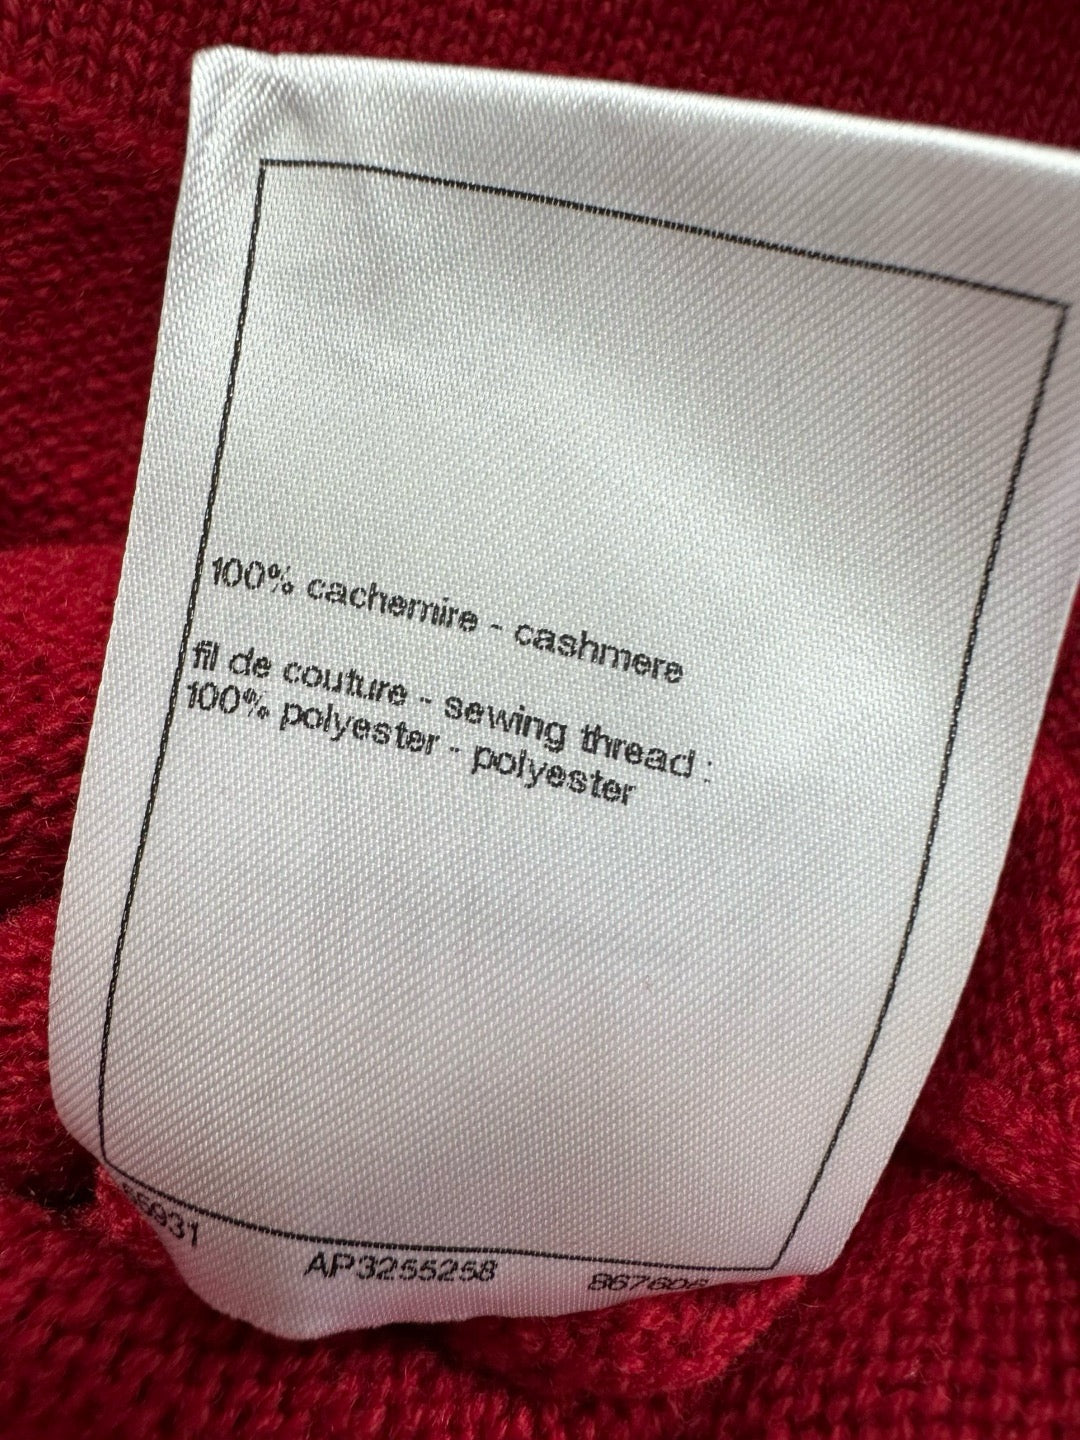 100% cachemire - cashmere
fil de couture - sewing thread :
100% polyester - polyester
AP3255258